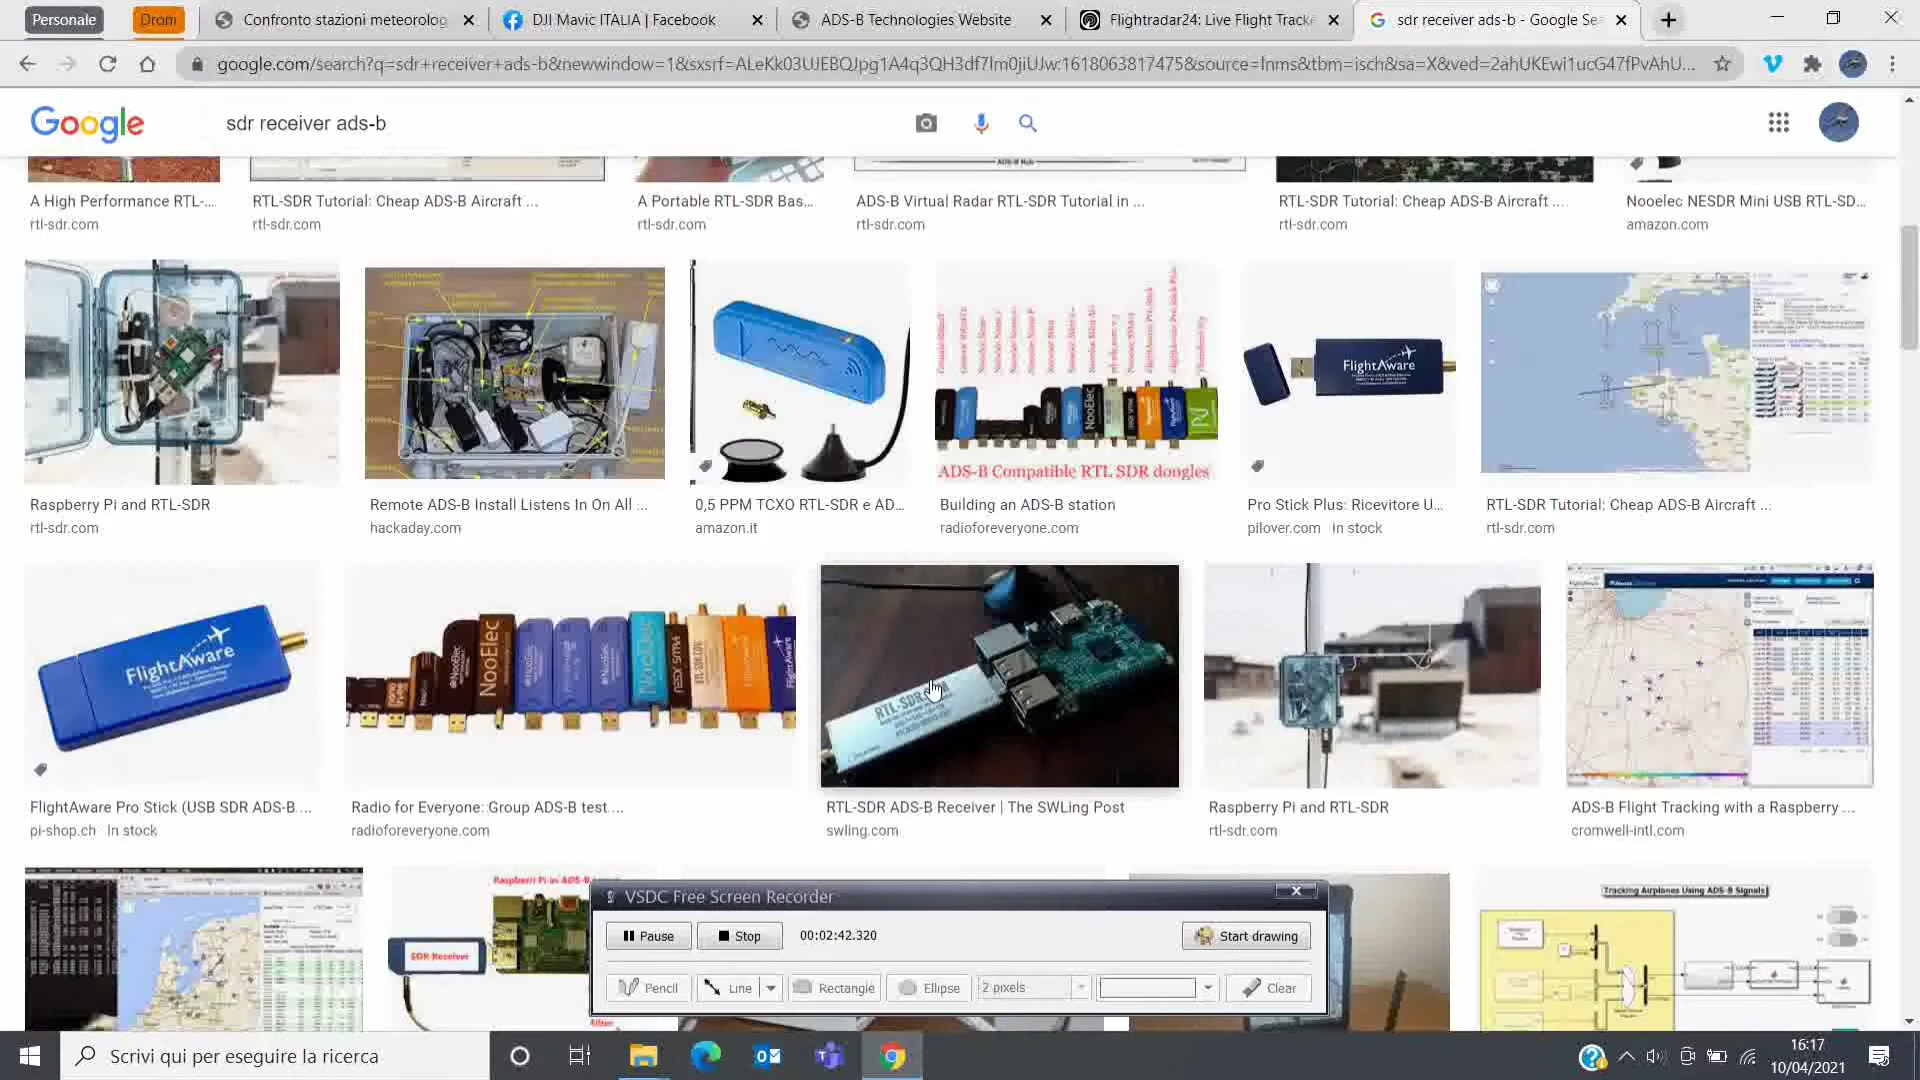 Personale
Dron
Confronto stazioni meteorolog
DJI Mavic ITALIA | Facebook
ADS-B Technologies Website
Flightradar24: Live Flight Tracke
sdr receiver ads-b - Google Sea
google.com/search?q=sdr+receiver+ads-b&newwindow=1&sxsrf=ALeKk03UJEBQJpg1A4q3QH3df7lm0jiUJw:1618063817475&source=lnms&tbm=isch&sa=X&ved=2ahUKEwi1ucG47fPvAhU...
Google
sdr receiver ads-b
ADS-B Hub
A High Performance RTL-...
RTL-SDR Tutorial: Cheap ADS-B Aircraft ...
A Portable RTL-SDR Bas...
ADS-B Virtual Radar RTL-SDR Tutorial in ...
RTL-SDR Tutorial: Cheap ADS-B Aircraft ...
Nooelec NESDR Mini USB RTL-SD...
rtl-sdr.com
rtl-sdr.com
rtl-sdr.com
rtl-sdr.com
rtl-sdr.com
amazon.com
NooElec
FlightAware
ADS-B Compatible RTL SDR dongles
Raspberry Pi and RTL-SDR
Remote ADS-B Install Listens In On All ...
0,5 PPM TCXO RTL-SDR e AD...
Building an ADS-B station
Pro Stick Plus: Ricevitore U...
RTL-SDR Tutorial: Cheap ADS-B Aircraft ...
rtl-sdr.com
hackaday.com
amazon.it
radioforeveryone.com
pilover.com In stock
rtl-sdr.com
FlightAware
NooElec
NooElec
NooElec
FlightAware
RTL-SDR.COM
FlightAware Pro Stick (USB SDR ADS-B ...
Radio for Everyone: Group ADS-B test ...
RTL-SDR ADS-B Receiver | The SWLing Post
Raspberry Pi and RTL-SDR
ADS-B Flight Tracking with a Raspberry ...
pi-shop.ch In stock
radioforeveryone.com
swling.com
rtl-sdr.com
cromwell-intl.com
SDR Receiver
Tracking Airplanes Using ADS-B Signals
VSDC Free Screen Recorder
Pause
Stop
00:02:42.320
Start drawing
Pencil
Line
Rectangle
Ellipse
2 pixels
Clear
Scrivi qui per eseguire la ricerca
16:17
10/04/2021